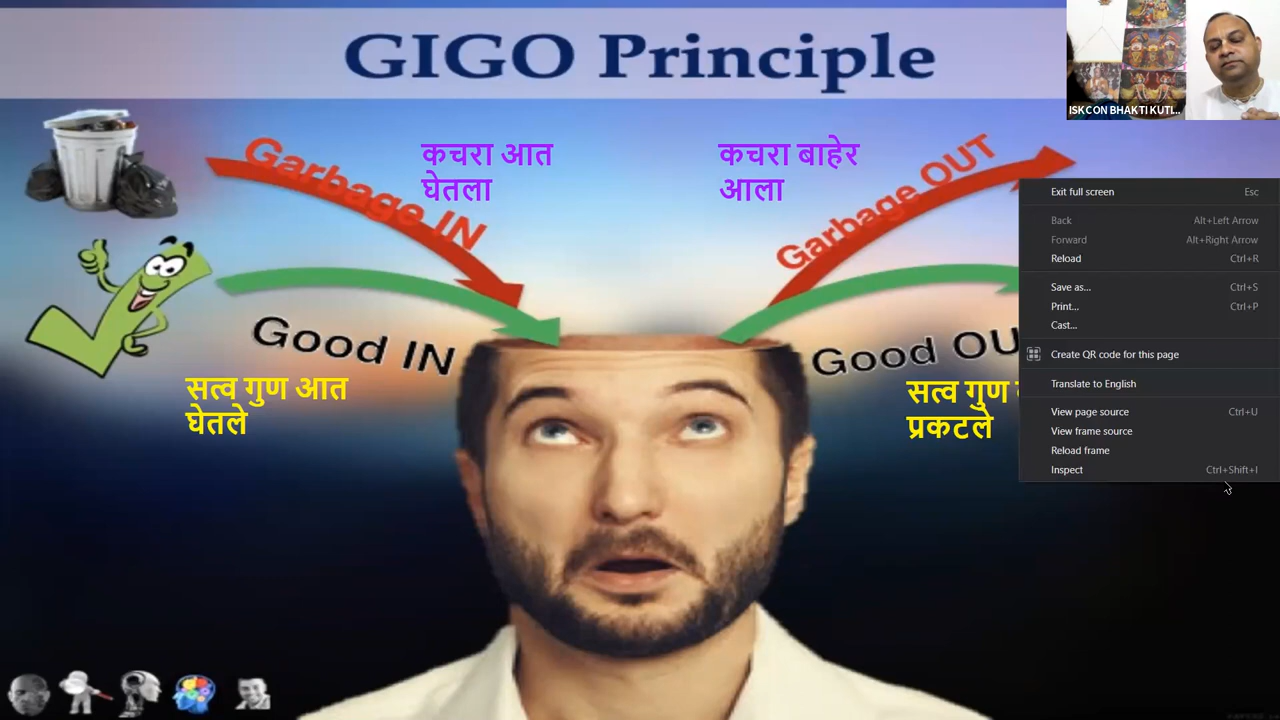 GIGO Principle
ISKCON BHAKTI KUTI...
Garbage IN
कचरा आत
घेतला
कचरा बाहेर
आला
Garbage OUT
Good IN
Good OU
सत्व गुण आत
घेतले
सत्व गुण
प्रकटले
Exit full screen Esc
Back Alt+Left Arrow
Forward Alt+Right Arrow
Reload Ctrl+R
Save as... Ctrl+S
Print... Ctrl+P
Cast...
Create QR code for this page
Translate to English
View page source Ctrl+U
View frame source
Reload frame
Inspect Ctrl+Shift+I